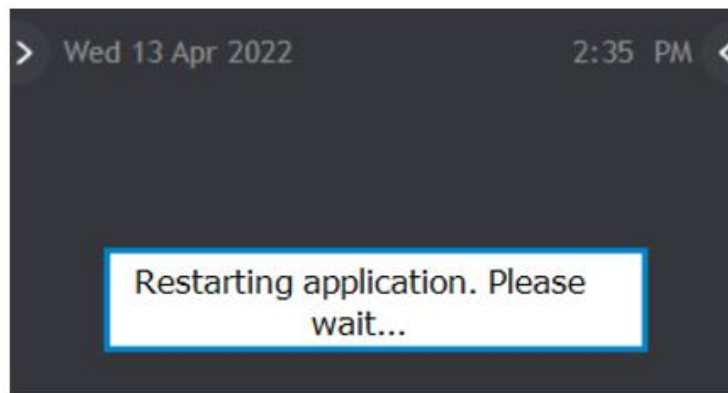 Wed 13 Apr 2022 2:35 PM
Restarting application. Please
wait...